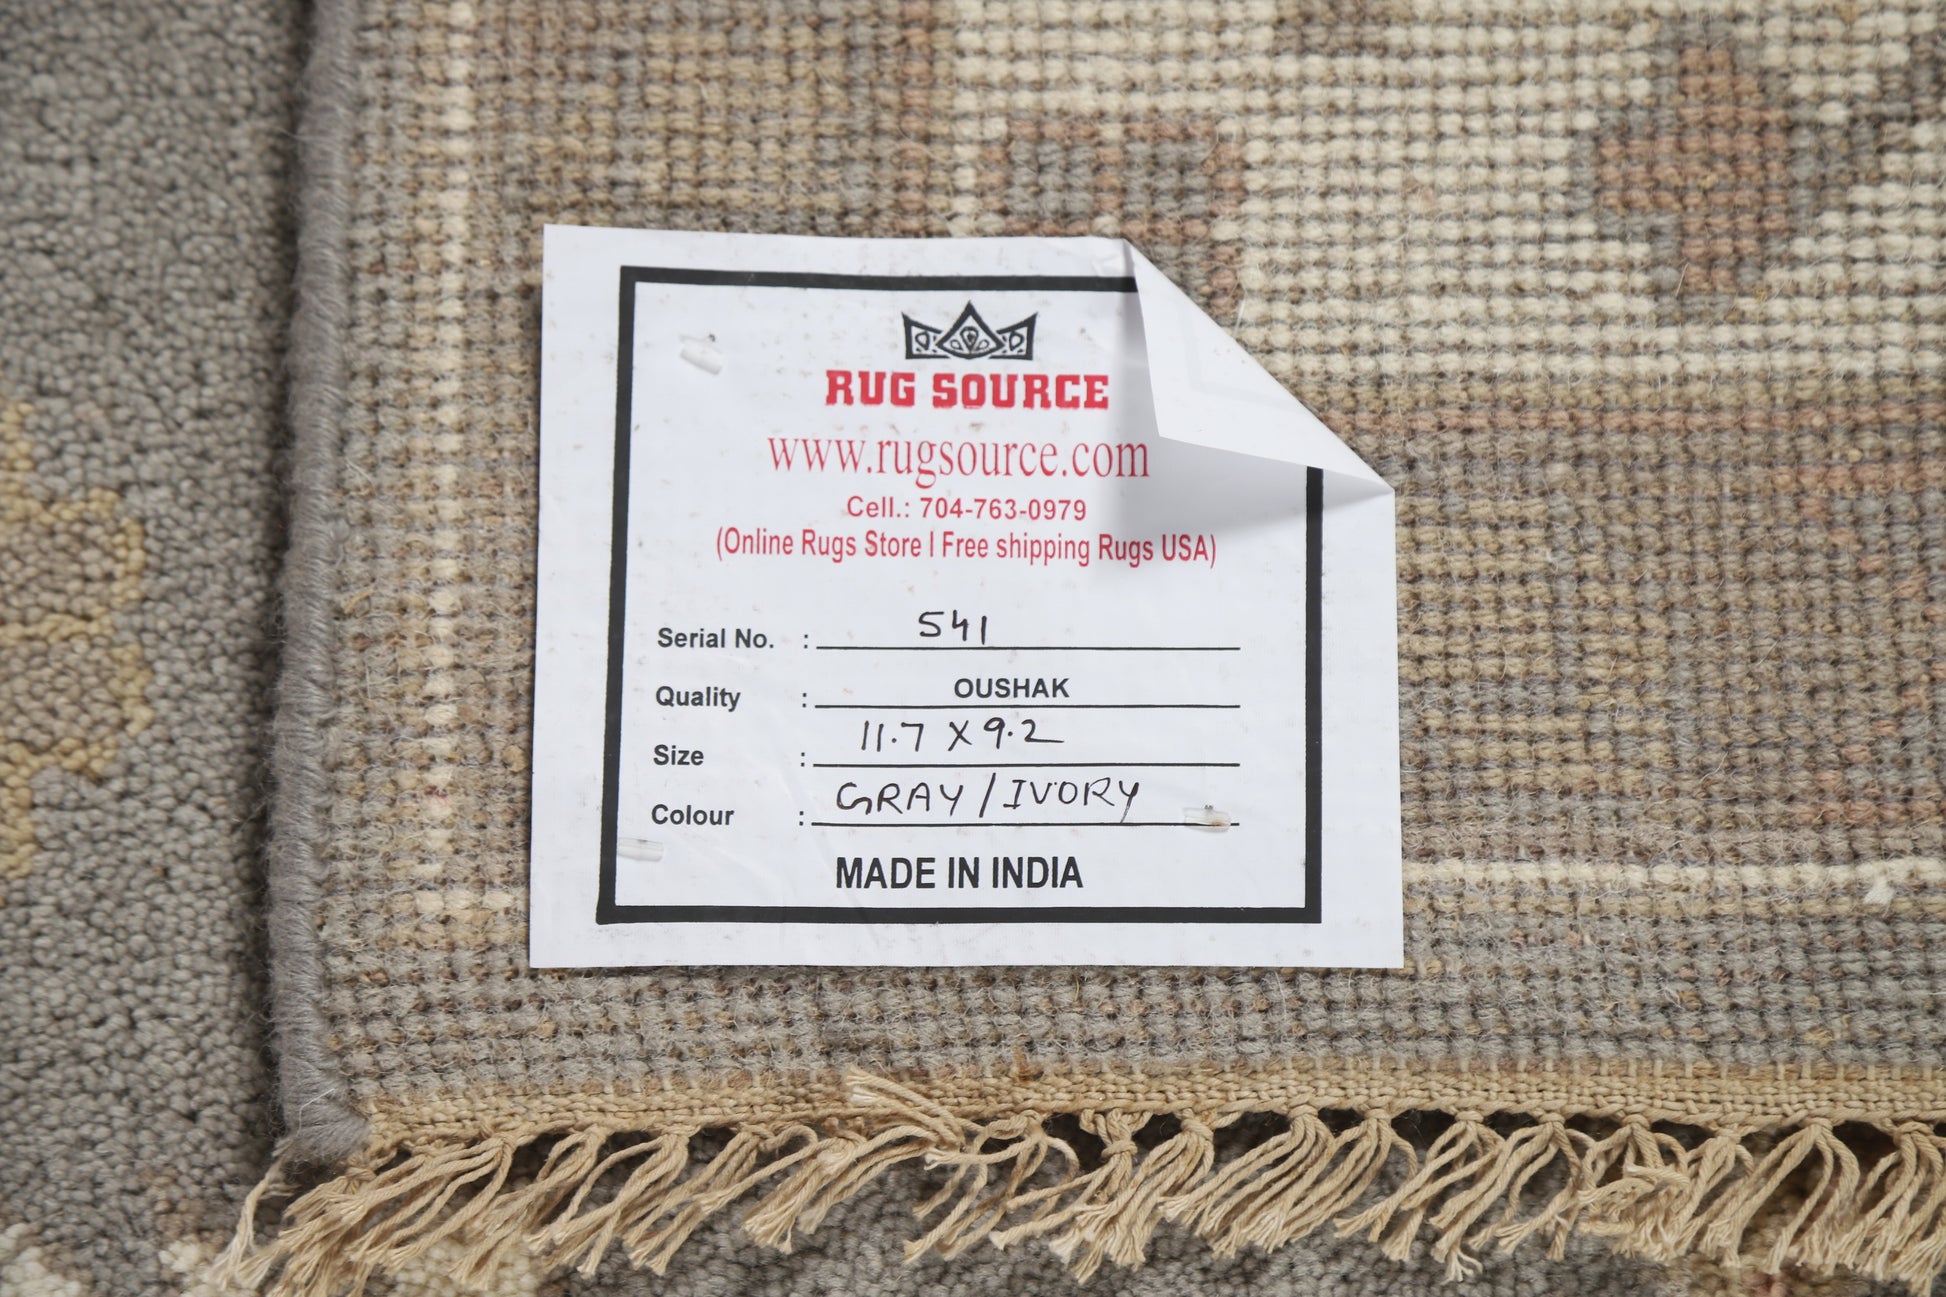 RUG SOURCE
www.rugsource.com
Cell.: 704-763-0979
(Online Rugs Store | Free shipping Rugs USA)
Serial No. : 541
Quality : OUSHAK
Size : 11.7 X 9.2
Colour : GRAY / IVORY
MADE IN INDIA